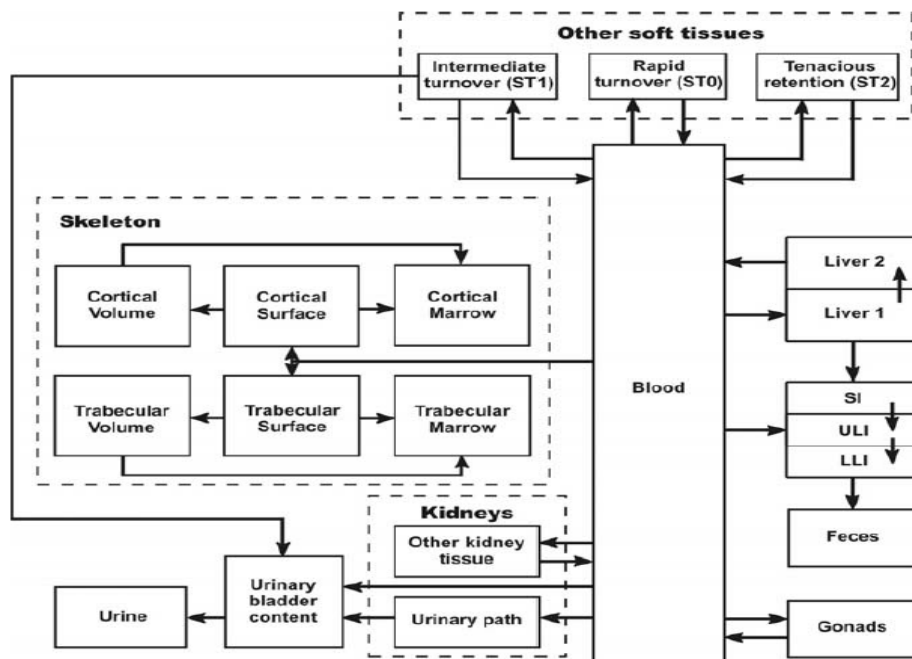 Other soft tissues
Intermediate
turnover (ST1)
Rapid
turnover (ST0)
Tenacious
retention (ST2)
Skeleton
Cortical
Volume
Cortical
Surface
Cortical
Marrow
Trabecular
Volume
Trabecular
Surface
Trabecular
Marrow
Blood
Liver 2
Liver 1
SI
ULI
LLI
Feces
Kidneys
Other kidney
tissue
Urinary path
Urinary
bladder
content
Urine
Gonads